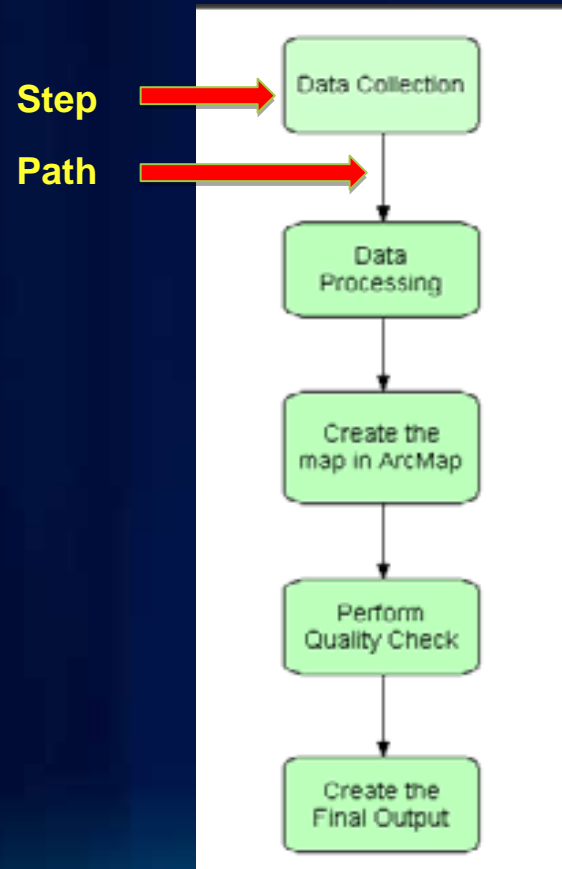 Step
Data Collection
Path
Data
Processing
Create the
map in ArcMap
Perform
Quality Check
Create the
Final Output